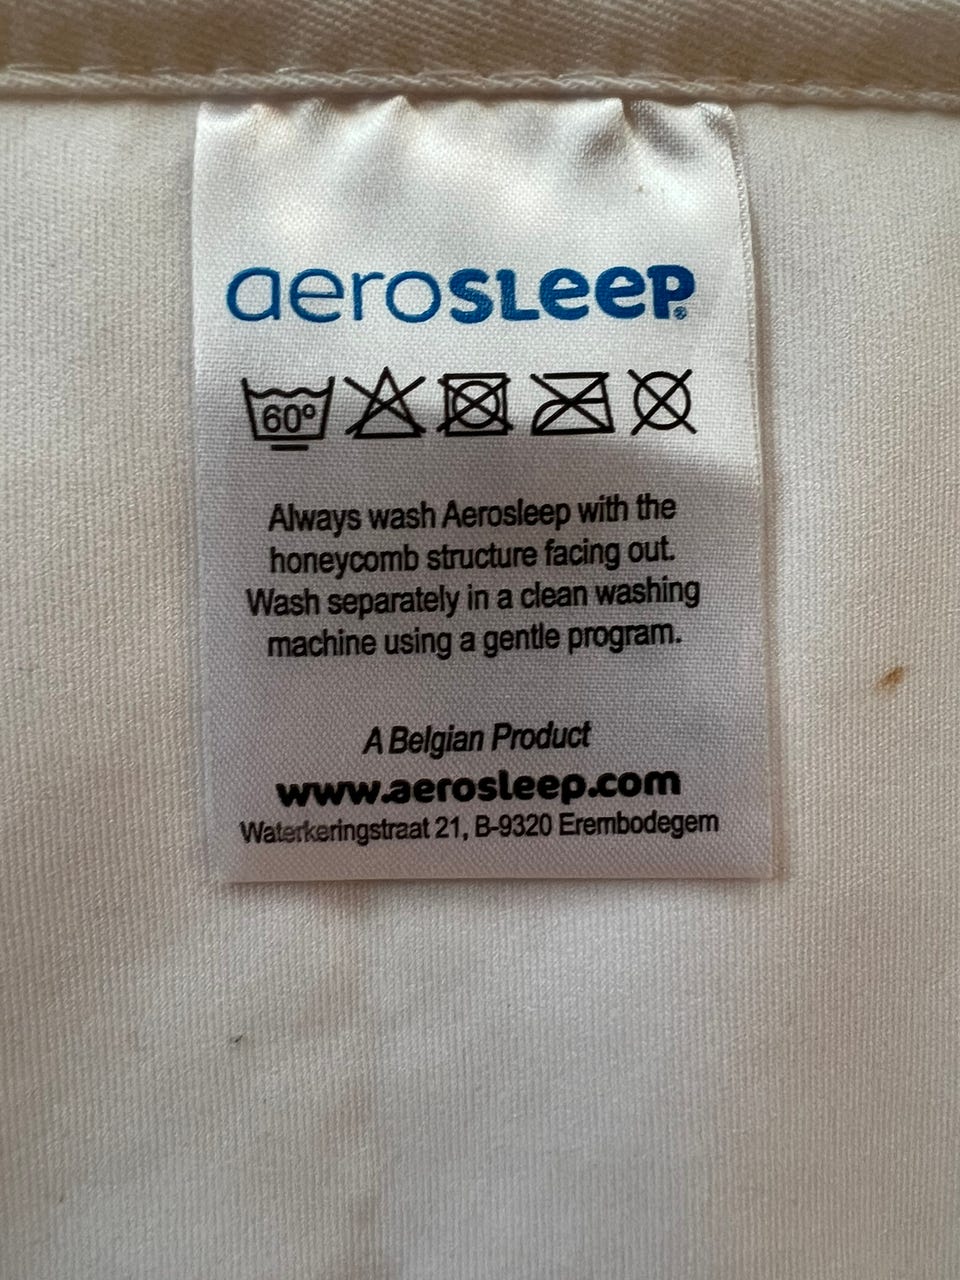 aerosleep®
60°
Always wash Aerosleep with the
honeycomb structure facing out.
Wash separately in a clean washing
machine using a gentle program.
A Belgian Product
www.aerosleep.com
Waterkeringstraat 21, B-9320 Erembodegem